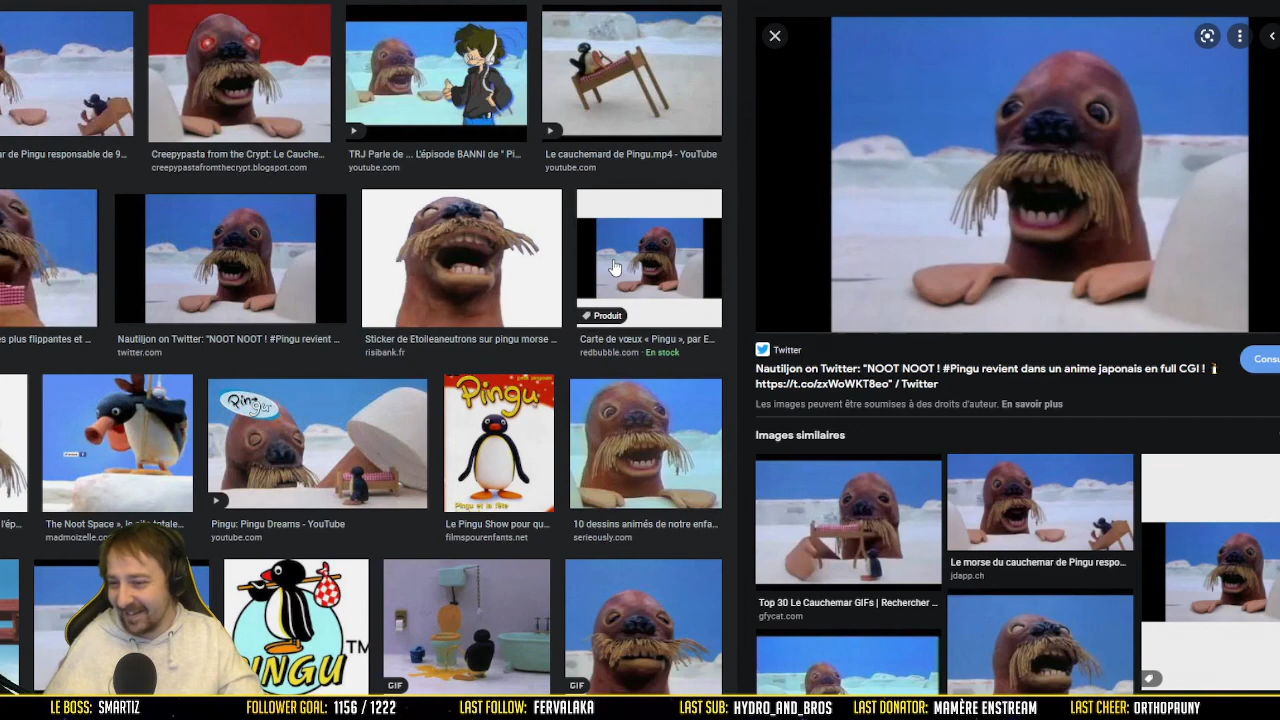 ar de Pingu responsable de 9...
Creepypasta from the Crypt: Le Cauche...
creepypastafromthecrypt.blogspot.com
TRJ Parle de ... L'épisode BANNI de " Pi...
youtube.com
Le cauchemard de Pingu.mp4 - YouTube
youtube.com
Produit
es plus flippantes et ...
Nautiljon on Twitter: "NOOT NOOT ! #Pingu revient ...
twitter.com
Sticker de Etoileaneutrons sur pingu morse ...
risibank.fr
Carte de vœux « Pingu », par E...
redbubble.com · En stock
Twitter
Nautiljon on Twitter: "NOOT NOOT ! #Pingu revient dans un anime japonais en full CGI ! 🐧
https://t.co/zxWoWKT8eo" / Twitter
Consu
Les images peuvent être soumises à des droits d'auteur. En savoir plus
Images similaires
Pingu
Pingu
Pingu et la fête
l'ép...
The Noot Space », le site totale...
madmoizelle.com
Pingu: Pingu Dreams - YouTube
youtube.com
Le Pingu Show pour qu...
filmspourenfants.net
10 dessins animés de notre enfa...
serieously.com
Le morse du cauchemar de Pingu respo...
jdapp.ch
Top 30 Le Cauchemar GIFs | Rechercher ...
gfycat.com
PINGU
TM
GIF
GIF
LE BOSS: SMARTIZ
FOLLOWER GOAL: 1156 / 1222
LAST FOLLOW: FERVALAKA
LAST SUB: HYDRO_AND_BROS
LAST DONATOR: MAMÈRE ENSTREAM
LAST CHEER: ORTHOPAUNY